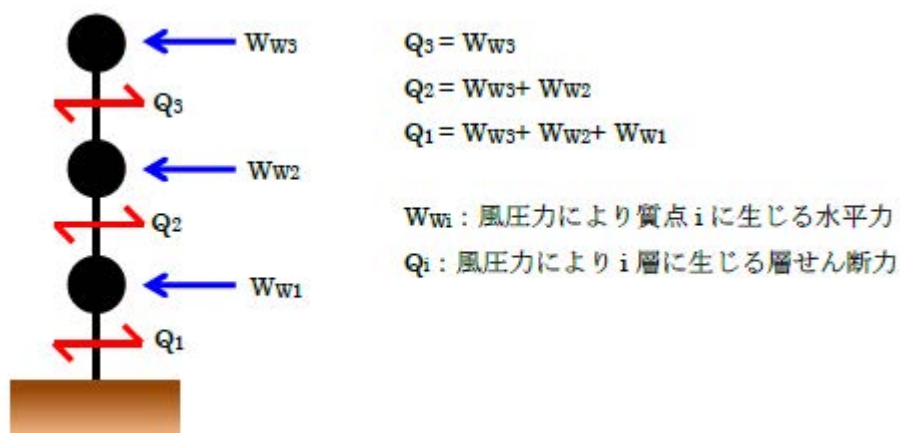 WW3
Q3
WW2
Q2
WW1
Q1
Q3 = WW3
Q2 = WW3+ WW2
Q1 = WW3+ WW2+ WW1
WWi：風圧力により質点 i に生じる水平力
Qi：風圧力により i 層に生じる層せん断力